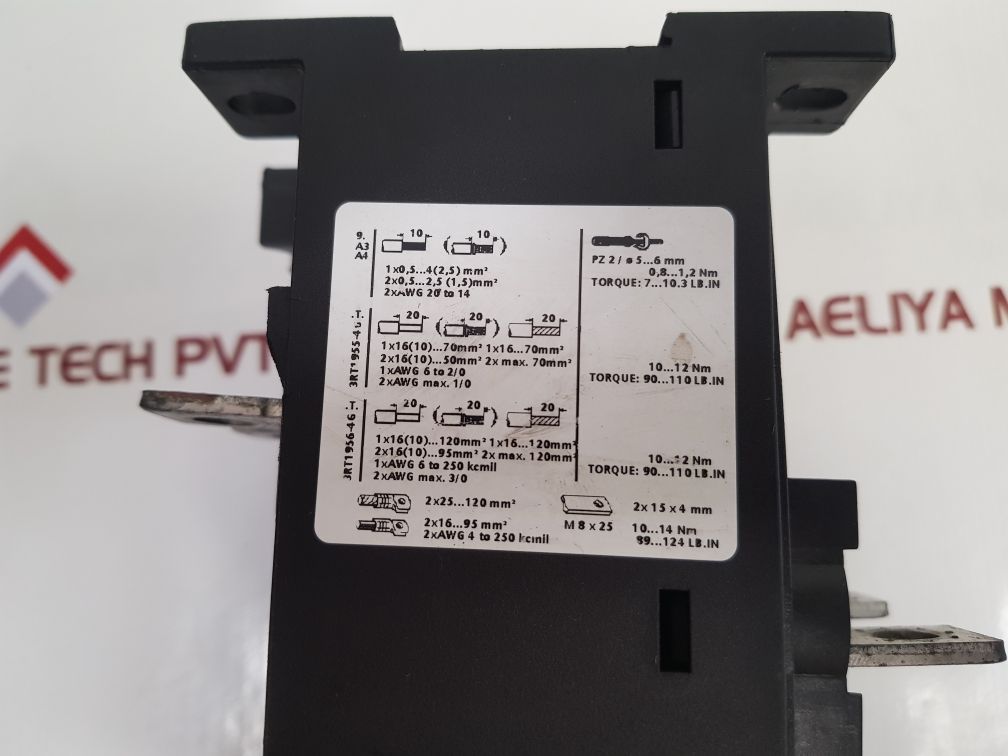 E TECH PVT
AELIYA M
9.
A3
A4
10
( 10 )
1x0,5...4(2,5) mm²
2x0,5...2,5 (1,5)mm²
2xAWG 20 to 14
PZ 2 / ø 5...6 mm
0,8...1,2 Nm
TORQUE: 7...10.3 LB.IN
3RT1955-4G .T.
20
( 20 )
20
1x16(10)...70mm² 1x16...70mm²
2x16(10)...50mm² 2x max. 70mm²
1xAWG 6 to 2/0
2xAWG max. 1/0
10...12 Nm
TORQUE: 90...110 LB.IN
3RT1956-4G .T.
20
( 20 )
20
1x16(10)...120mm² 1x16...120mm²
2x16(10)...95mm² 2x max. 120mm²
1xAWG 6 to 250 kcmil
2xAWG max. 3/0
10...12 Nm
TORQUE: 90...110 LB.IN
2x25...120 mm²
2 x 15 x 4 mm
2x16...95 mm²
2xAWG 4 to 250 kcmil
M 8 x 25
10...14 Nm
89...124 LB.IN